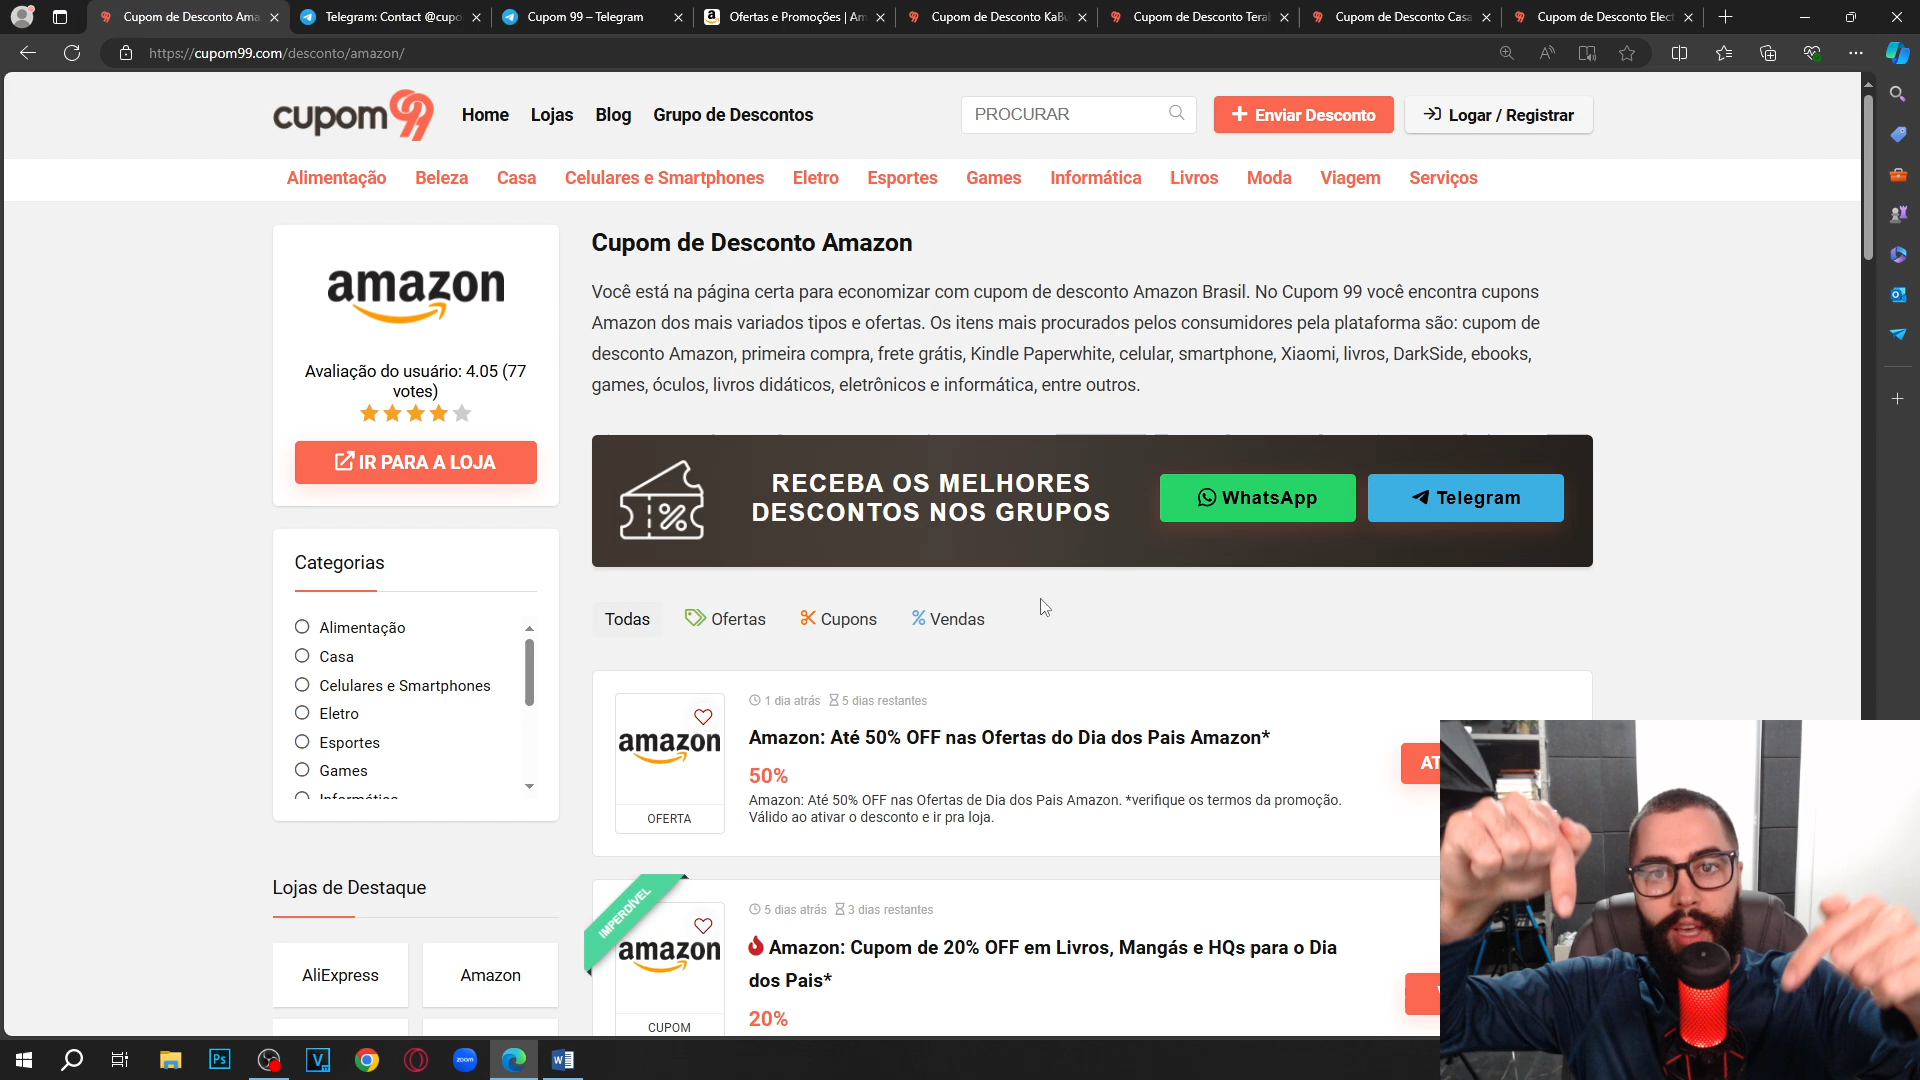 Cupom de Desconto Ama
Telegram: Contact @cupo
Cupom 99 – Telegram
Ofertas e Promoções | Am
Cupom de Desconto KaBu
Cupom de Desconto Tera
Cupom de Desconto Casa
Cupom de Desconto Elect
https://cupom99.com/desconto/amazon/
cupom99
Home
Lojas
Blog
Grupo de Descontos
PROCURAR
Enviar Desconto
Logar / Registrar
Alimentação
Beleza
Casa
Celulares e Smartphones
Eletro
Esportes
Games
Informática
Livros
Moda
Viagem
Serviços
amazon
Avaliação do usuário: 4.05 (77
votes)
IR PARA A LOJA
Categorias
Alimentação
Casa
Celulares e Smartphones
Eletro
Esportes
Games
Informática
Lojas de Destaque
AliExpress
Amazon
Cupom de Desconto Amazon
Você está na página certa para economizar com cupom de desconto Amazon Brasil. No Cupom 99 você encontra cupons
Amazon dos mais variados tipos e ofertas. Os itens mais procurados pelos consumidores pela plataforma são: cupom de
desconto Amazon, primeira compra, frete grátis, Kindle Paperwhite, celular, smartphone, Xiaomi, livros, DarkSide, ebooks,
games, óculos, livros didáticos, eletrônicos e informática, entre outros.
RECEBA OS MELHORES
DESCONTOS NOS GRUPOS
WhatsApp
Telegram
Todas
Ofertas
Cupons
% Vendas
amazon
OFERTA
1 dia atrás
5 dias restantes
Amazon: Até 50% OFF nas Ofertas do Dia dos Pais Amazon*
50%
Amazon: Até 50% OFF nas Ofertas de Dia dos Pais Amazon. *verifique os termos da promoção.
Válido ao ativar o desconto e ir pra loja.
AT
IMPERDÍVEL
amazon
CUPOM
5 dias atrás
3 dias restantes
Amazon: Cupom de 20% OFF em Livros, Mangás e HQs para o Dia
dos Pais*
20%
Ps
V
zoom
W